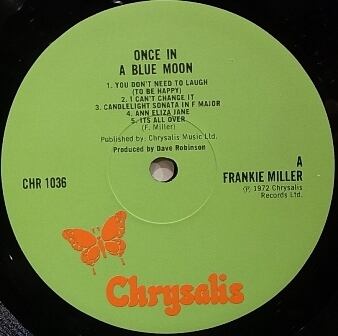 ONCE IN
A BLUE MOON
1. YOU DON'T NEED TO LAUGH
(TO BE HAPPY)
2. I CAN'T CHANGE IT
3. CANDLELIGHT SONATA IN F MAJOR
4. ANN ELIZA JANE
5. ITS ALL OVER
(F. Miller)
Published by: Chrysalis Music Ltd.
Produced by Dave Robinson
CHR 1036
A
FRANKIE MILLER
Ⓟ 1972 Chrysalis
Records Ltd.
Chrysalis